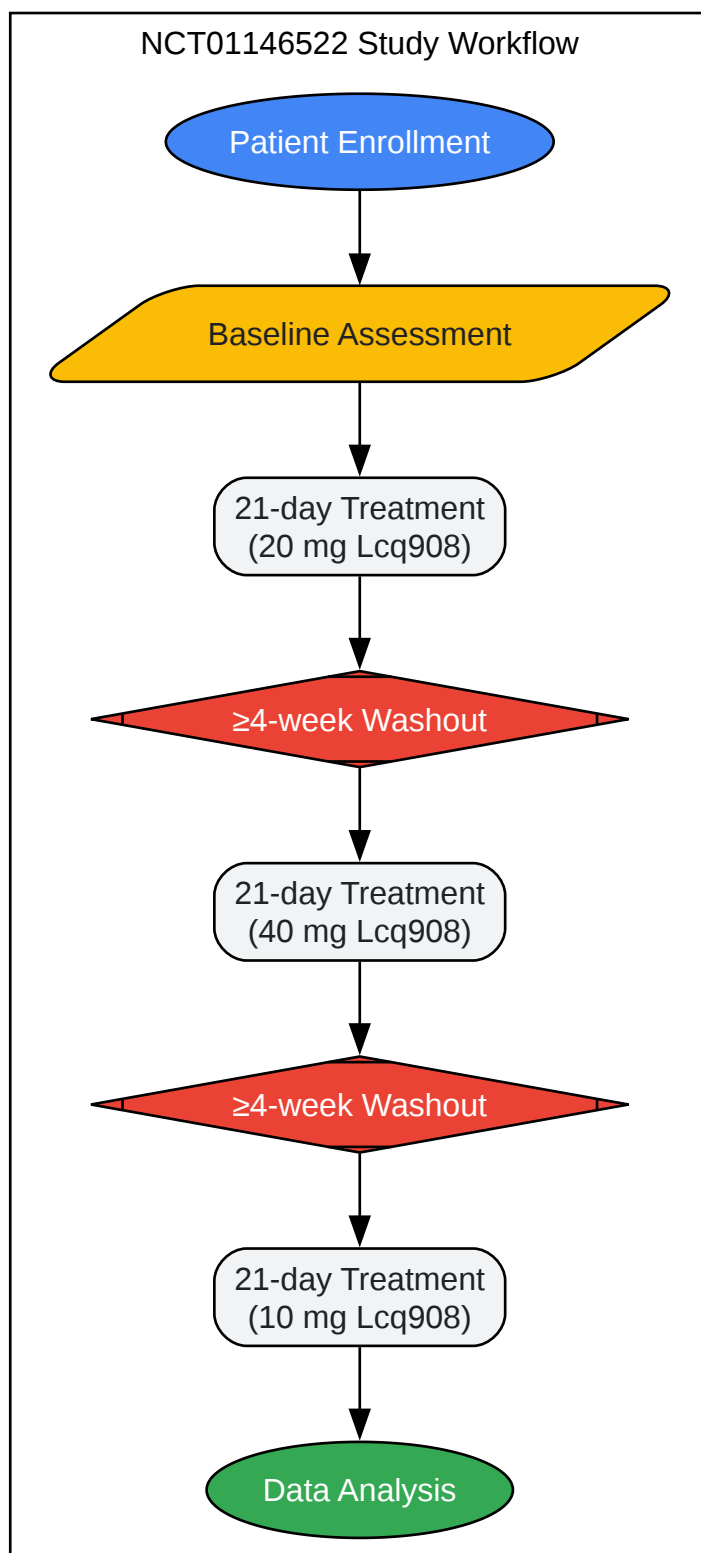 NCT01146522 Study Workflow
Patient Enrollment
Baseline Assessment
21-day Treatment
(20 mg Lcq908)
≥4-week Washout
21-day Treatment
(40 mg Lcq908)
≥4-week Washout
21-day Treatment
(10 mg Lcq908)
Data Analysis